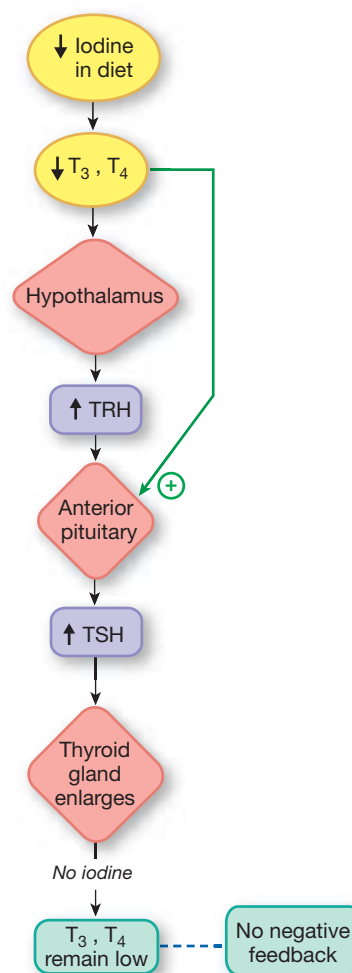 ↓ Iodine
in diet
↓ T₃ , T₄
Hypothalamus
↑ TRH
+
Anterior
pituitary
↑ TSH
Thyroid
gland
enlarges
No iodine
T₃ , T₄
remain low
No negative
feedback